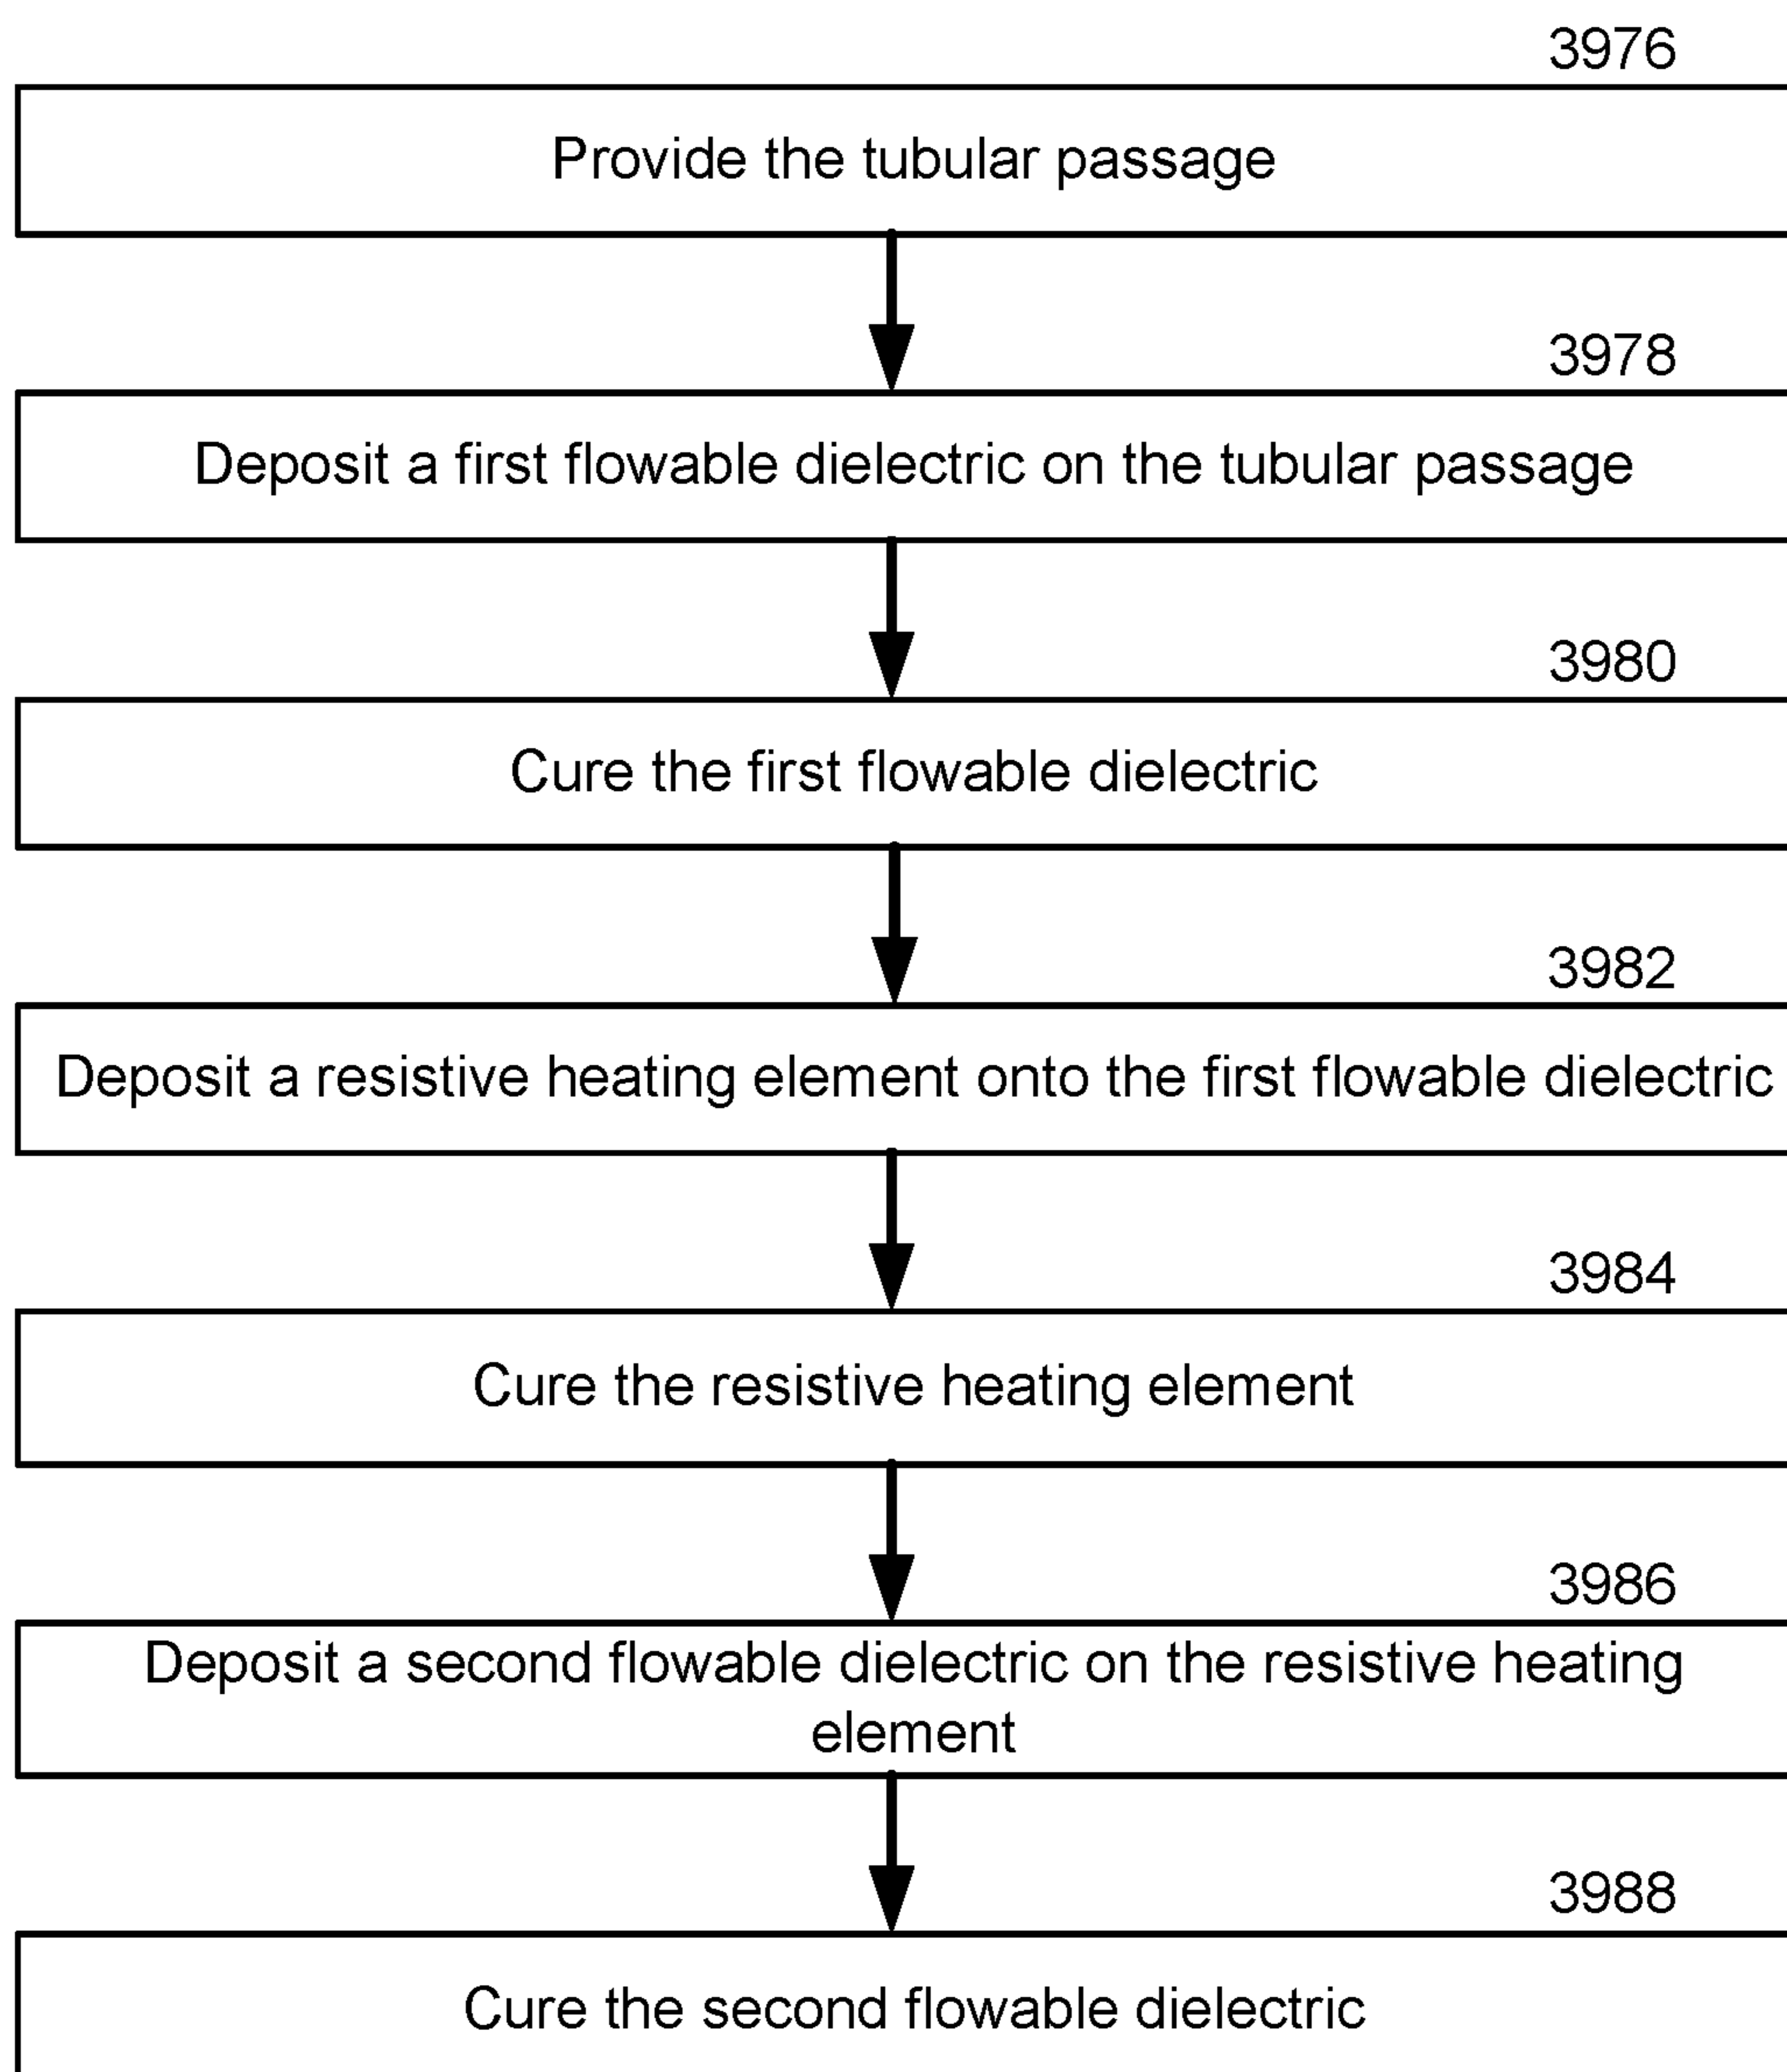 3976
Provide the tubular passage
3978
Deposit a first flowable dielectric on the tubular passage
3980
Cure the first flowable dielectric
3982
Deposit a resistive heating element onto the first flowable dielectric
3984
Cure the resistive heating element
3986
Deposit a second flowable dielectric on the resistive heating
element
3988
Cure the second flowable dielectric